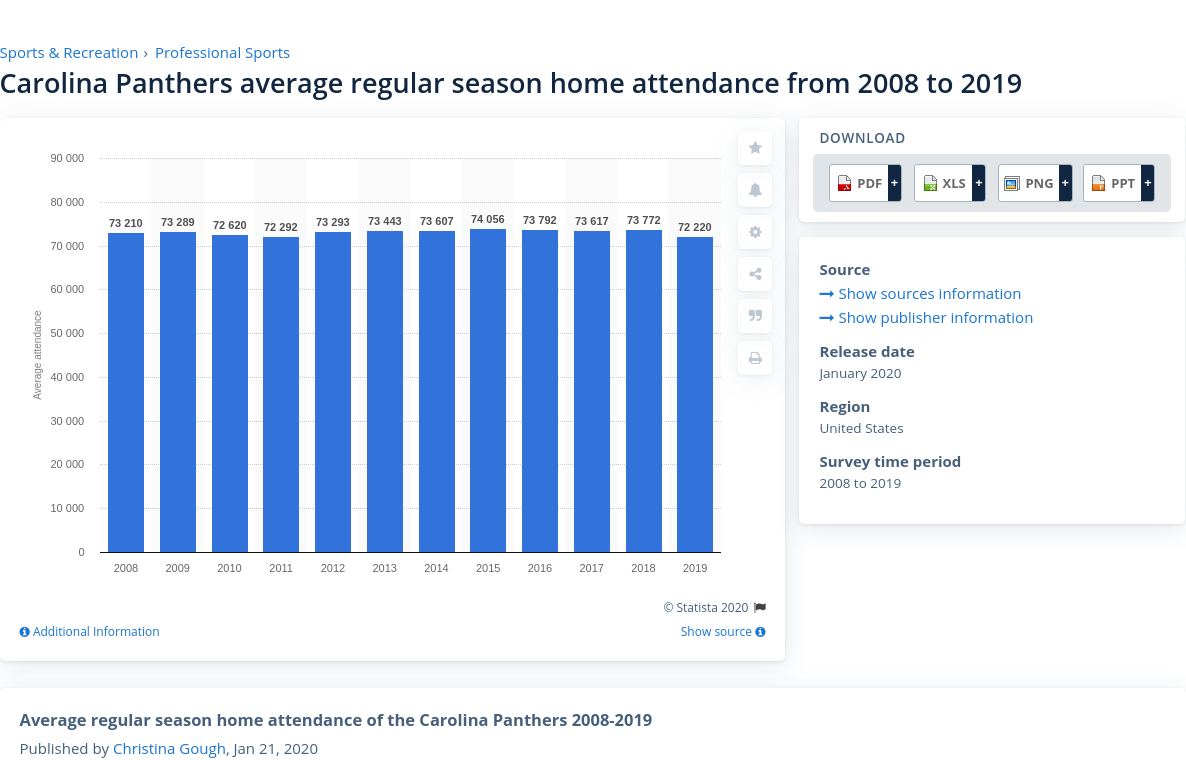 Sports & Recreation › Professional Sports
Carolina Panthers average regular season home attendance from 2008 to 2019
90 000
80 000
70 000
60 000
50 000
40 000
30 000
20 000
10 000
0
Average attendance
73 210
73 289
72 620
72 292
73 293
73 443
73 607
74 056
73 792
73 617
73 772
72 220
2008
2009
2010
2011
2012
2013
2014
2015
2016
2017
2018
2019
© Statista 2020
Additional Information
Show source
DOWNLOAD
PDF + XLS + PNG + PPT +
Source
Show sources information
Show publisher information
Release date
January 2020
Region
United States
Survey time period
2008 to 2019
Average regular season home attendance of the Carolina Panthers 2008-2019
Published by Christina Gough, Jan 21, 2020